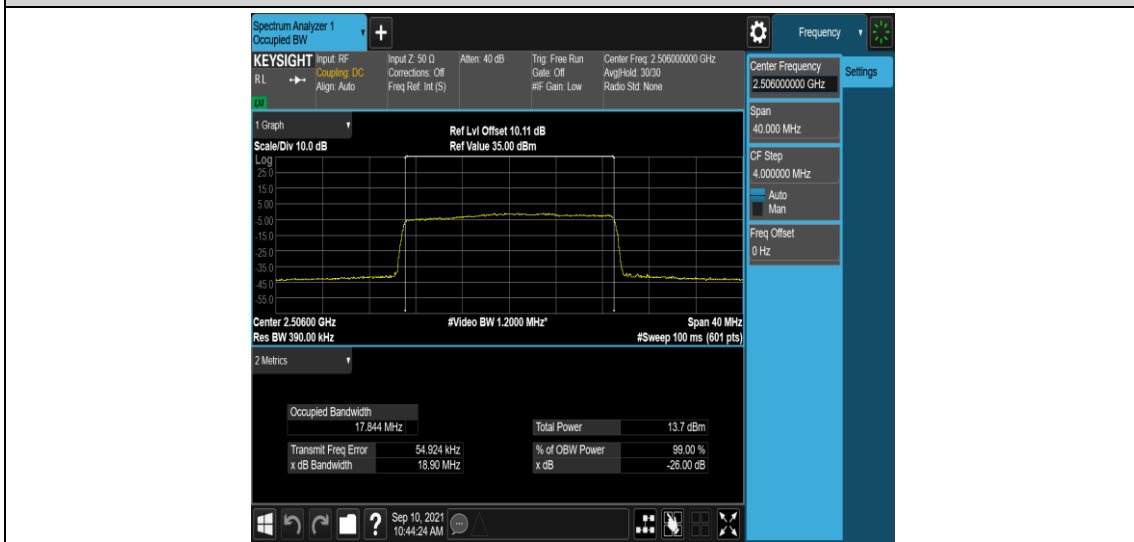 Spectrum Analyzer 1
Occupied BW
+
Frequency
KEYSIGHT
RL
Input: RF
Coupling: DC
Align: Auto
Input Z: 50 Ω
Corrections: Off
Freq Ref: Int (S)
Atten: 40 dB
Trig: Free Run
Gate: Off
#IF Gain: Low
Center Freq: 2.506000000 GHz
Avg|Hold: 30/30
Radio Std: None
Center Frequency
2.506000000 GHz
Settings
Span
40.000 MHz
CF Step
4.000000 MHz
Auto
Man
Freq Offset
0 Hz
1 Graph
Ref Lvl Offset 10.11 dB
Scale/Div 10.0 dB
Ref Value 35.00 dBm
Log
25.0
15.0
5.00
-5.00
-15.0
-25.0
-35.0
-45.0
-55.0
Center 2.50600 GHz
#Video BW 1.2000 MHz*
Span 40 MHz
Res BW 390.00 kHz
#Sweep 100 ms (601 pts)
2 Metrics
Occupied Bandwidth
17.844 MHz
Total Power 13.7 dBm
Transmit Freq Error 54.924 kHz
% of OBW Power 99.00 %
x dB Bandwidth 18.90 MHz
x dB -26.00 dB
?
Sep 10, 2021
10:44:24 AM